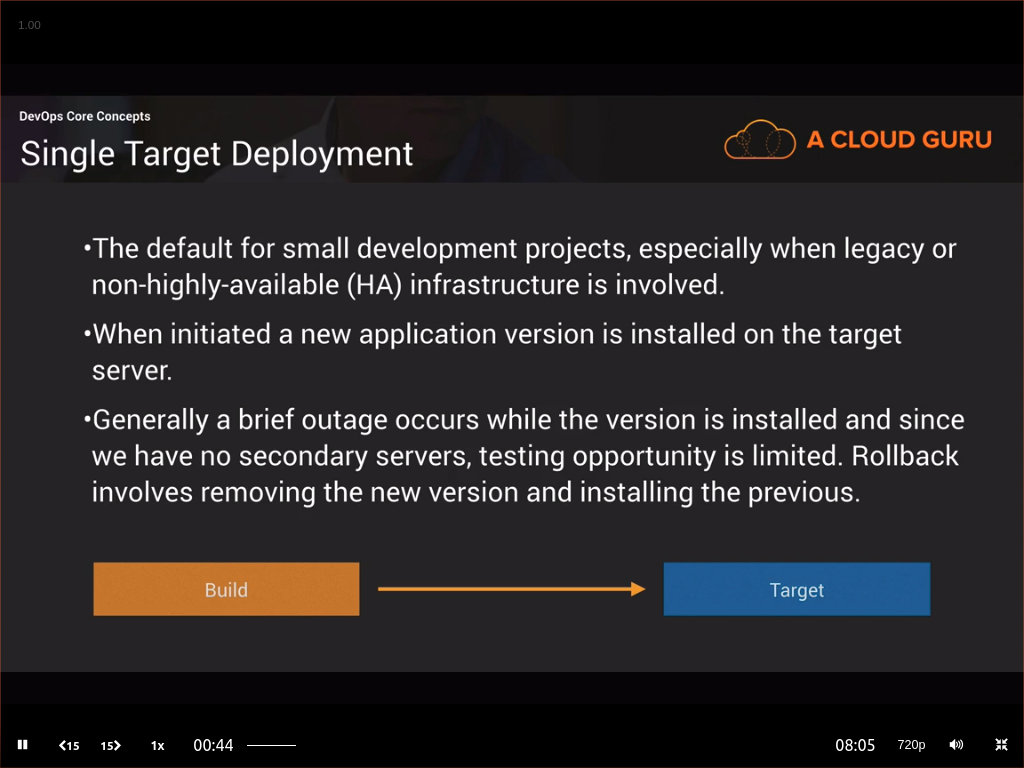 1.00
DevOps Core Concepts
Single Target Deployment
A CLOUD GURU
•The default for small development projects, especially when legacy or
non-highly-available (HA) infrastructure is involved.
•When initiated a new application version is installed on the target
server.
•Generally a brief outage occurs while the version is installed and since
we have no secondary servers, testing opportunity is limited. Rollback
involves removing the new version and installing the previous.
Build
Target
15 15 1x 00:44 08:05 720p